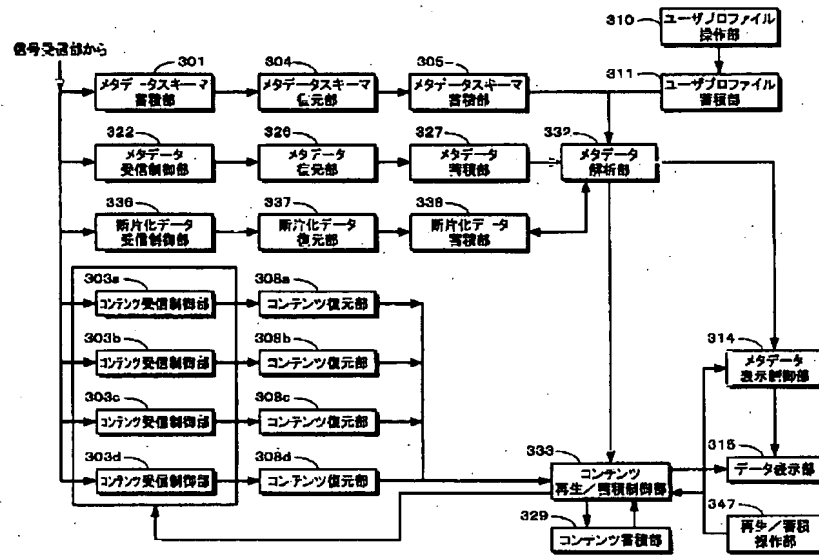 310
ユーザプロファイル
操作部
信号受信部から
301
メタデータスキーマ
蓄積部
304
メタデータスキーマ
復元部
305
メタデータスキーマ
蓄積部
311
ユーザプロファイル
蓄積部
322
メタデータ
受信制御部
326
メタデータ
復元部
327
メタデータ
蓄積部
332
メタデータ
解析部
336
断片化データ
受信制御部
337
断片化データ
復元部
338
断片化データ
蓄積部
303a
コンテンツ受信制御部
308a
コンテンツ復元部
303b
コンテンツ受信制御部
308b
コンテンツ復元部
303c
コンテンツ受信制御部
308c
コンテンツ復元部
303d
コンテンツ受信制御部
308d
コンテンツ復元部
314
メタデータ
表示制御部
333
コンテンツ
再生/蓄積制御部
315
データ表示部
329
コンテンツ蓄積部
347
再生/蓄積
操作部